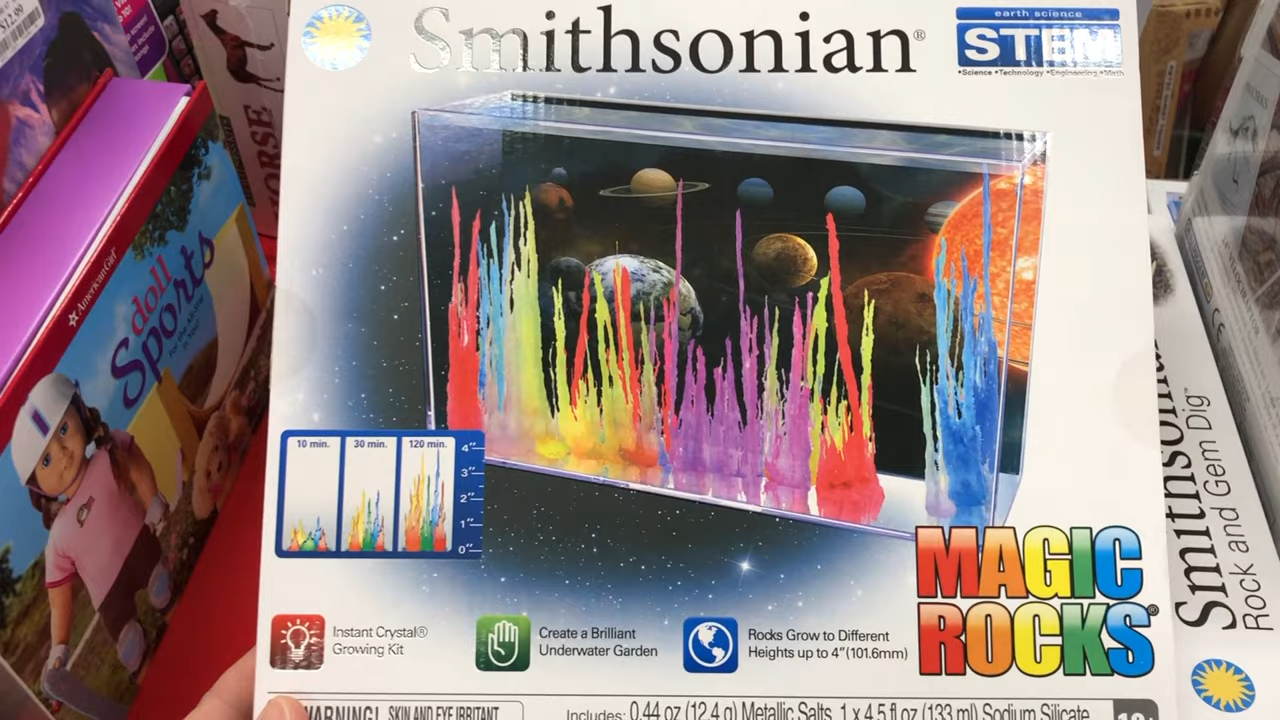 $12.99
HORSE
American Girl
doll
Sports
Smithsonian®
earth science
STEM
•Science •Technology •Engineering •Math
10 min.
30 min.
120 min.
4"
3"
2"
1"
0"
MAGIC
ROCKS®
Instant Crystal®
Growing Kit
Create a Brilliant
Underwater Garden
Rocks Grow to Different
Heights up to 4"(101.6mm)
WARNING! SKIN AND EYE IRRITANT
Includes: 0.44 oz (12.4 g) Metallic Salts, 1 x 4.5 fl oz (133 ml) Sodium Silicate
10+
Smithsonian
Rock and Gem Dig™